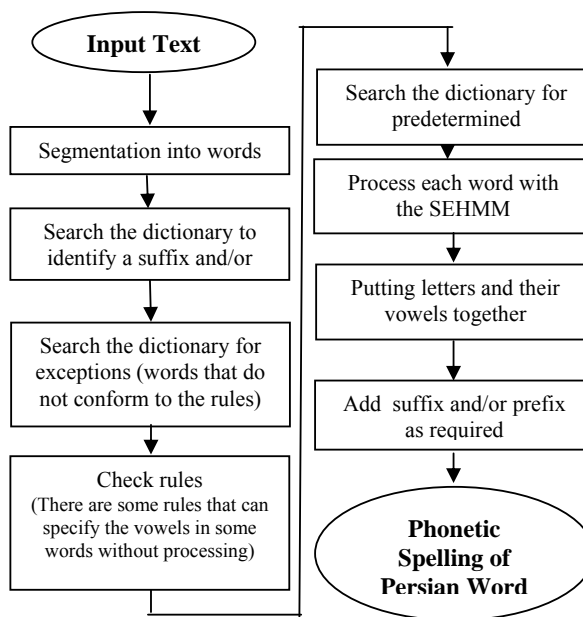 Input Text
Segmentation into words
Search the dictionary to
identify a suffix and/or
Search the dictionary for
exceptions (words that do
not conform to the rules)
Check rules
(There are some rules that can
specify the vowels in some
words without processing)
Search the dictionary for
predetermined
Process each word with
the SEHMM
Putting letters and their
vowels together
Add suffix and/or prefix
as required
Phonetic
Spelling of
Persian Word